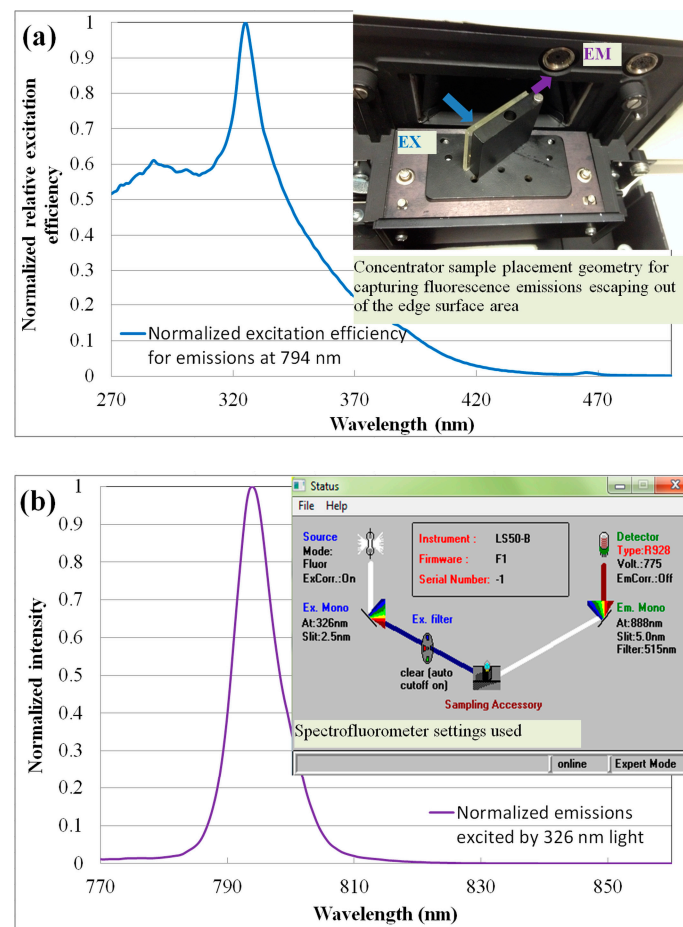 (a)
Normalized relative excitation
efficiency
1
0.9
0.8
0.7
0.6
0.5
0.4
0.3
0.2
0.1
0
270
320
370
420
470
Wavelength (nm)
Normalized excitation efficiency
for emissions at 794 nm
EM
EX
Concentrator sample placement geometry for
capturing fluorescence emissions escaping out
of the edge surface area
(b)
Normalized intensity
1
0.9
0.8
0.7
0.6
0.5
0.4
0.3
0.2
0.1
0
770
790
810
830
850
Wavelength (nm)
Normalized emissions
excited by 326 nm light
Status
File Help
Source
Mode:
Fluor
ExCorr.:On
Instrument : LS50-B
Firmware : F1
Serial Number: -1
Detector
Type:R928
Volt.:775
EmCorr.:Off
Ex. Mono
At:326nm
Slit:2.5nm
Ex. filter
clear (auto
cutoff on)
Em. Mono
At:888nm
Slit:5.0nm
Filter:515nm
Sampling Accessory
Spectrofluorometer settings used
online
Expert Mode